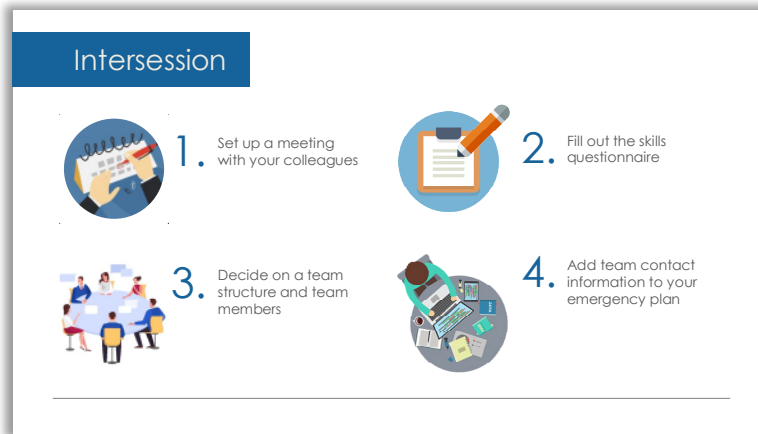 Intersession
1. Set up a meeting
with your colleagues
2. Fill out the skills
questionnaire
3. Decide on a team
structure and team
members
4. Add team contact
information to your
emergency plan